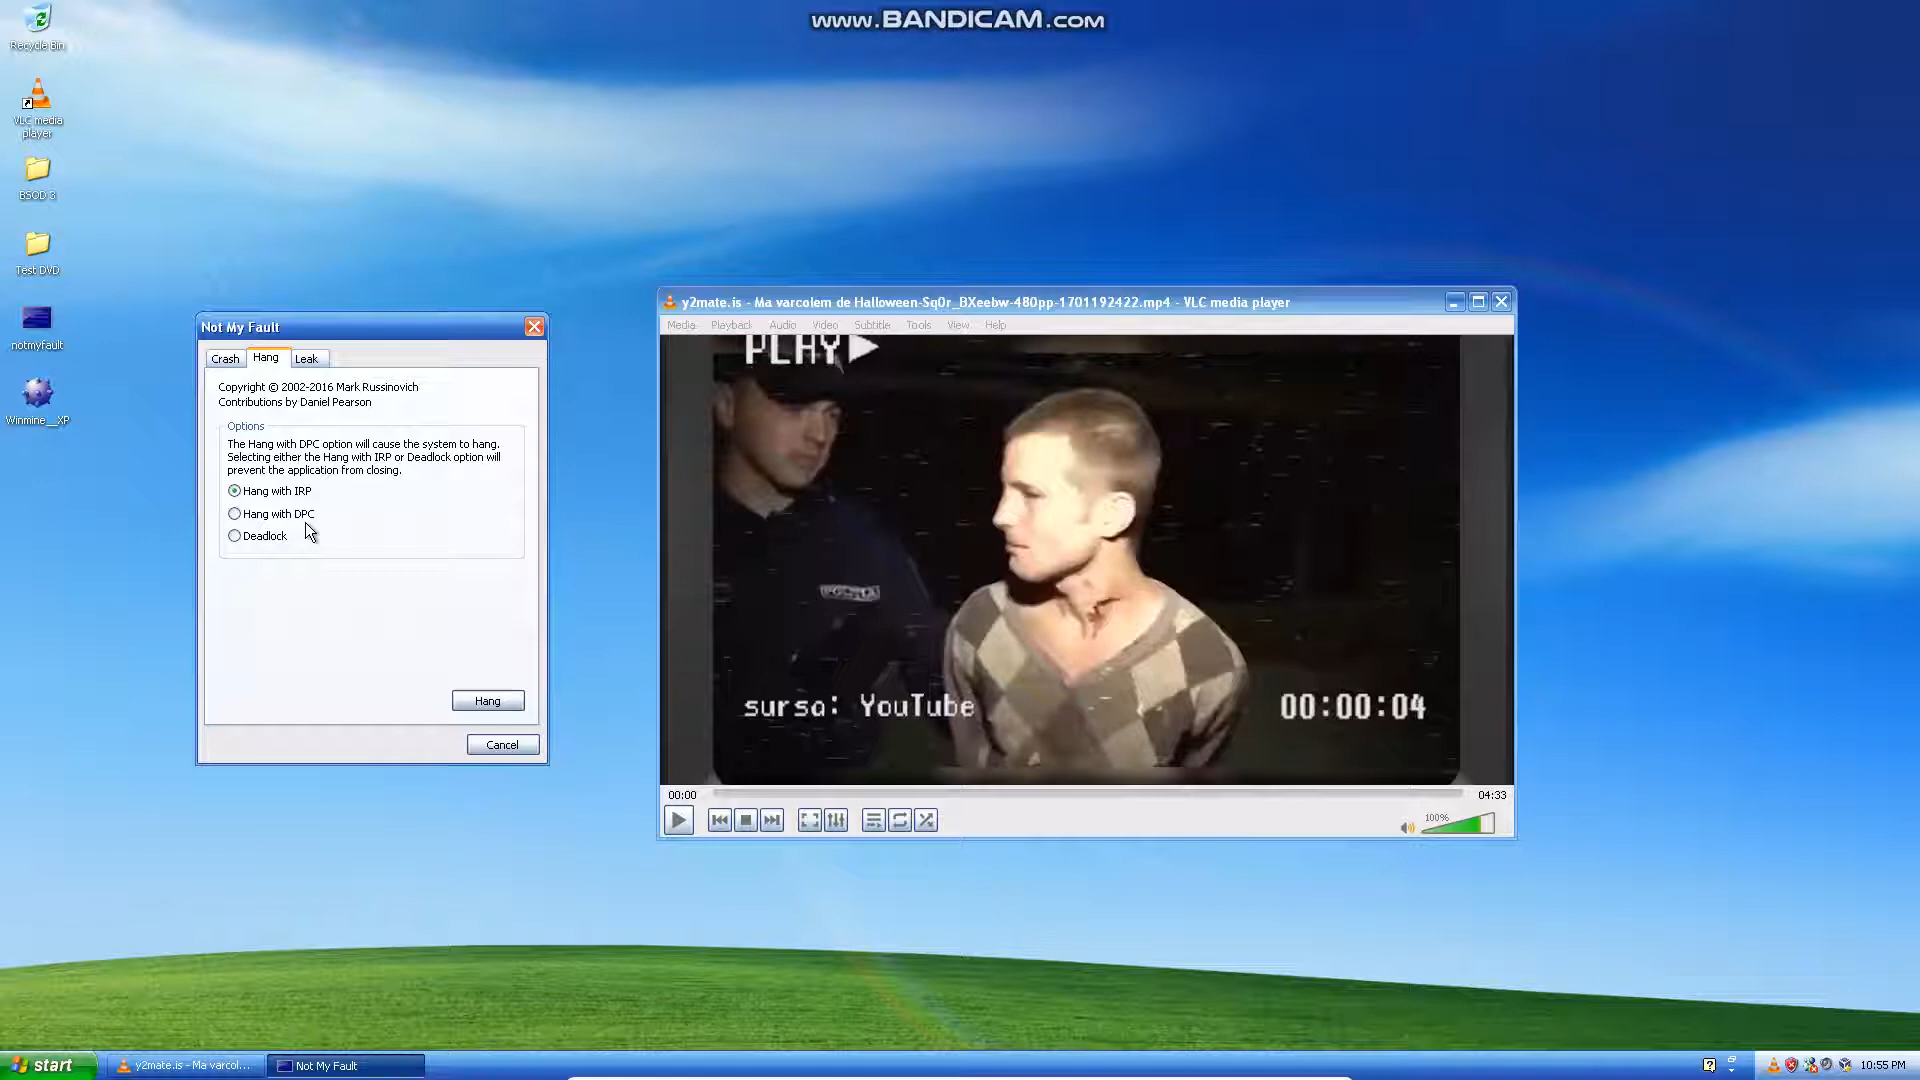 www.BANDICAM.com
Recycle Bin
VLC media
player
BSOD 3
Test DVD
notmyfault
Winmine__XP
Not My Fault
Crash
Hang
Leak
Copyright © 2002-2016 Mark Russinovich
Contributions by Daniel Pearson
Options
The Hang with DPC option will cause the system to hang.
Selecting either the Hang with IRP or Deadlock option will
prevent the application from closing.
Hang with IRP
Hang with DPC
Deadlock
Hang
Cancel
y2mate.is - Ma varcolem de Halloween-Sq0r_BXeebw-480pp-1701192422.mp4 - VLC media player
Media Playback Audio Video Subtitle Tools View Help
PLAY
POLIȚIA
sursa: YouTube
00:00:04
00:00
04:33
100%
start
y2mate.is - Ma varcol...
Not My Fault
10:55 PM